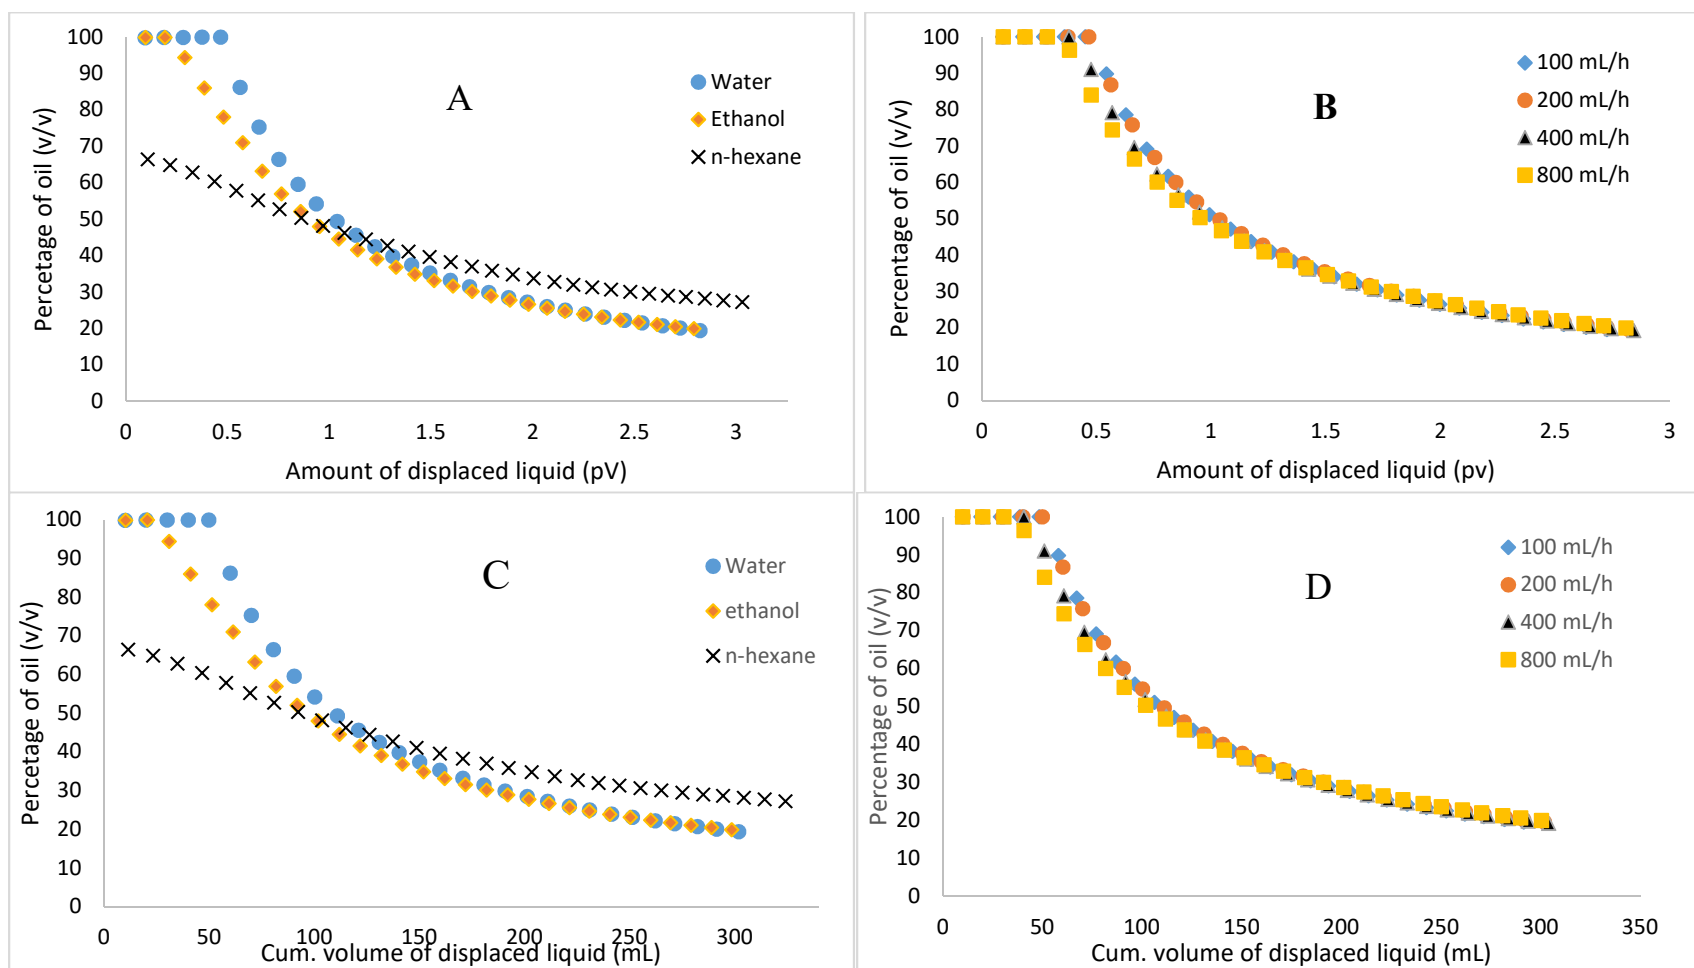 100
90
80
70
60
50
40
30
20
10
0
Percetage of oil (v/v)
A
Water
Ethanol
n-hexane
0 0.5 1 1.5 2 2.5 3
Amount of displaced liquid (pV)
100
90
80
70
60
50
40
30
20
10
0
Percentage of oil (v/v)
B
100 mL/h
200 mL/h
400 mL/h
800 mL/h
0 0.5 1 1.5 2 2.5 3
Amount of displaced liquid (pv)
100
90
80
70
60
50
40
30
20
10
0
Percetage of oil (v/v)
C
Water
ethanol
n-hexane
0 50 100 150 200 250 300
Cum. volume of displaced liquid (mL)
100
90
80
70
60
50
40
30
20
10
0
Percentage of oil (v/v)
D
100 mL/h
200 mL/h
400 mL/h
800 mL/h
0 50 100 150 200 250 300 350
Cum. volume of displaced liquid (mL)